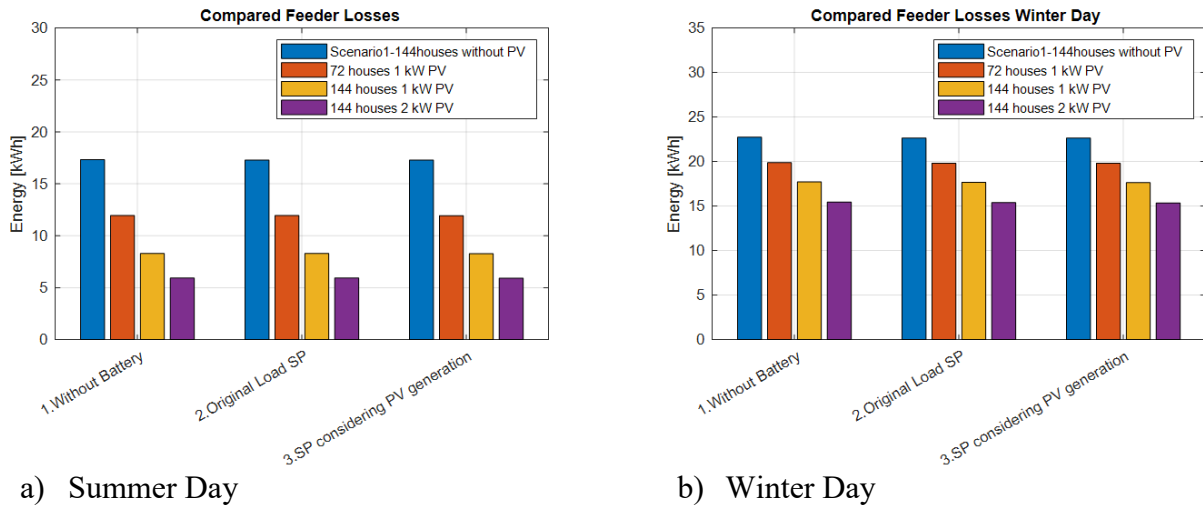 Compared Feeder Losses
Energy [kWh]
30
25
20
15
10
5
0
Scenario1-144houses without PV
72 houses 1 kW PV
144 houses 1 kW PV
144 houses 2 kW PV
1.Without Battery
2.Original Load SP
3.SP considering PV generation
a) Summer Day
Compared Feeder Losses Winter Day
Energy [kWh]
35
30
25
20
15
10
5
0
Scenario1-144houses without PV
72 houses 1 kW PV
144 houses 1 kW PV
144 houses 2 kW PV
1.Without Battery
2.Original Load SP
3.SP considering PV generation
b) Winter Day